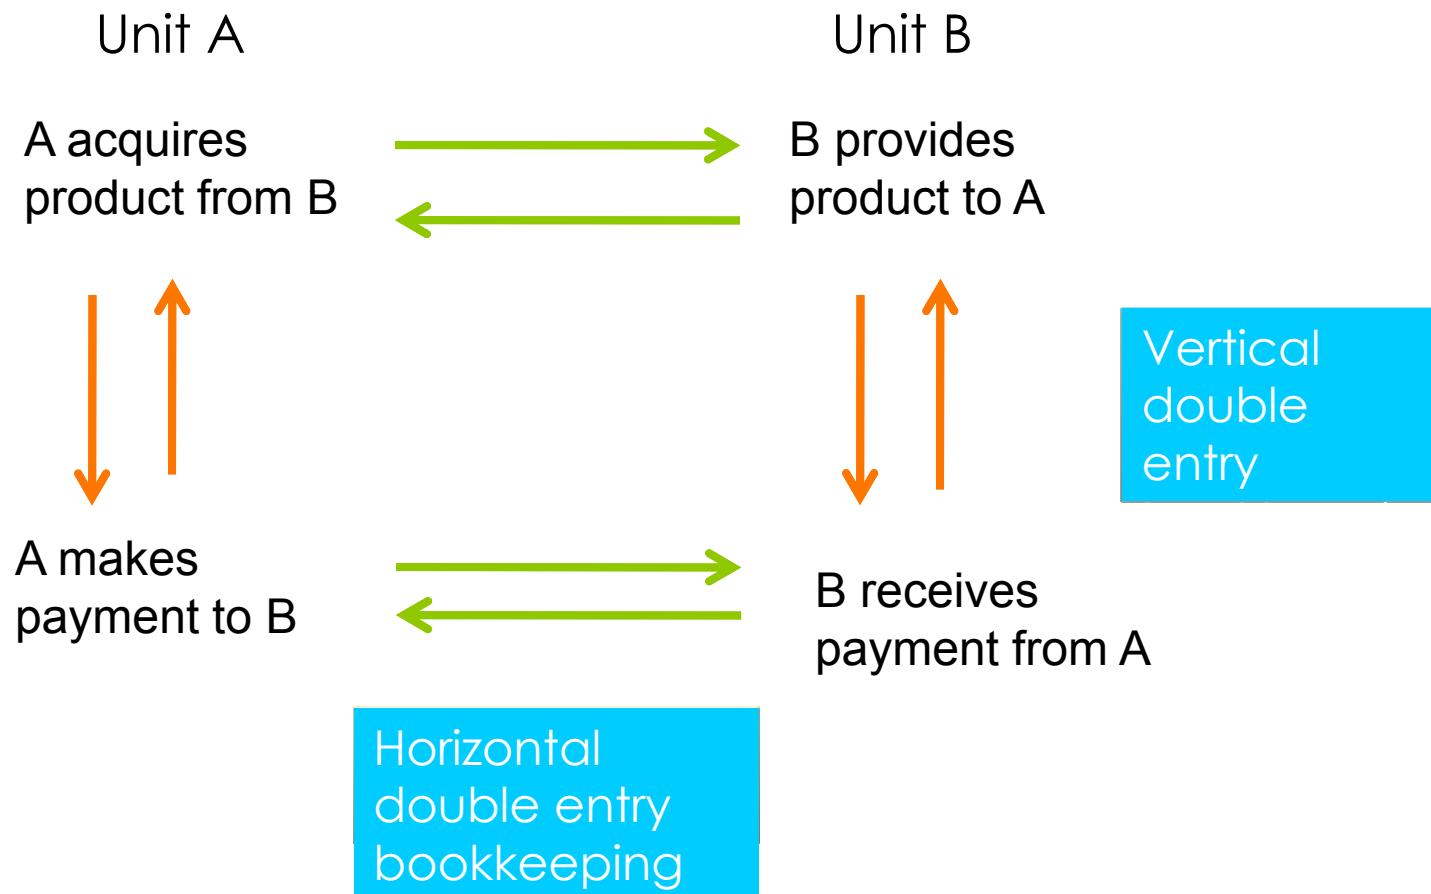 Unit A
Unit B
A acquires
product from B
B provides
product to A
Vertical
double
entry
A makes
payment to B
B receives
payment from A
Horizontal
double entry
bookkeeping